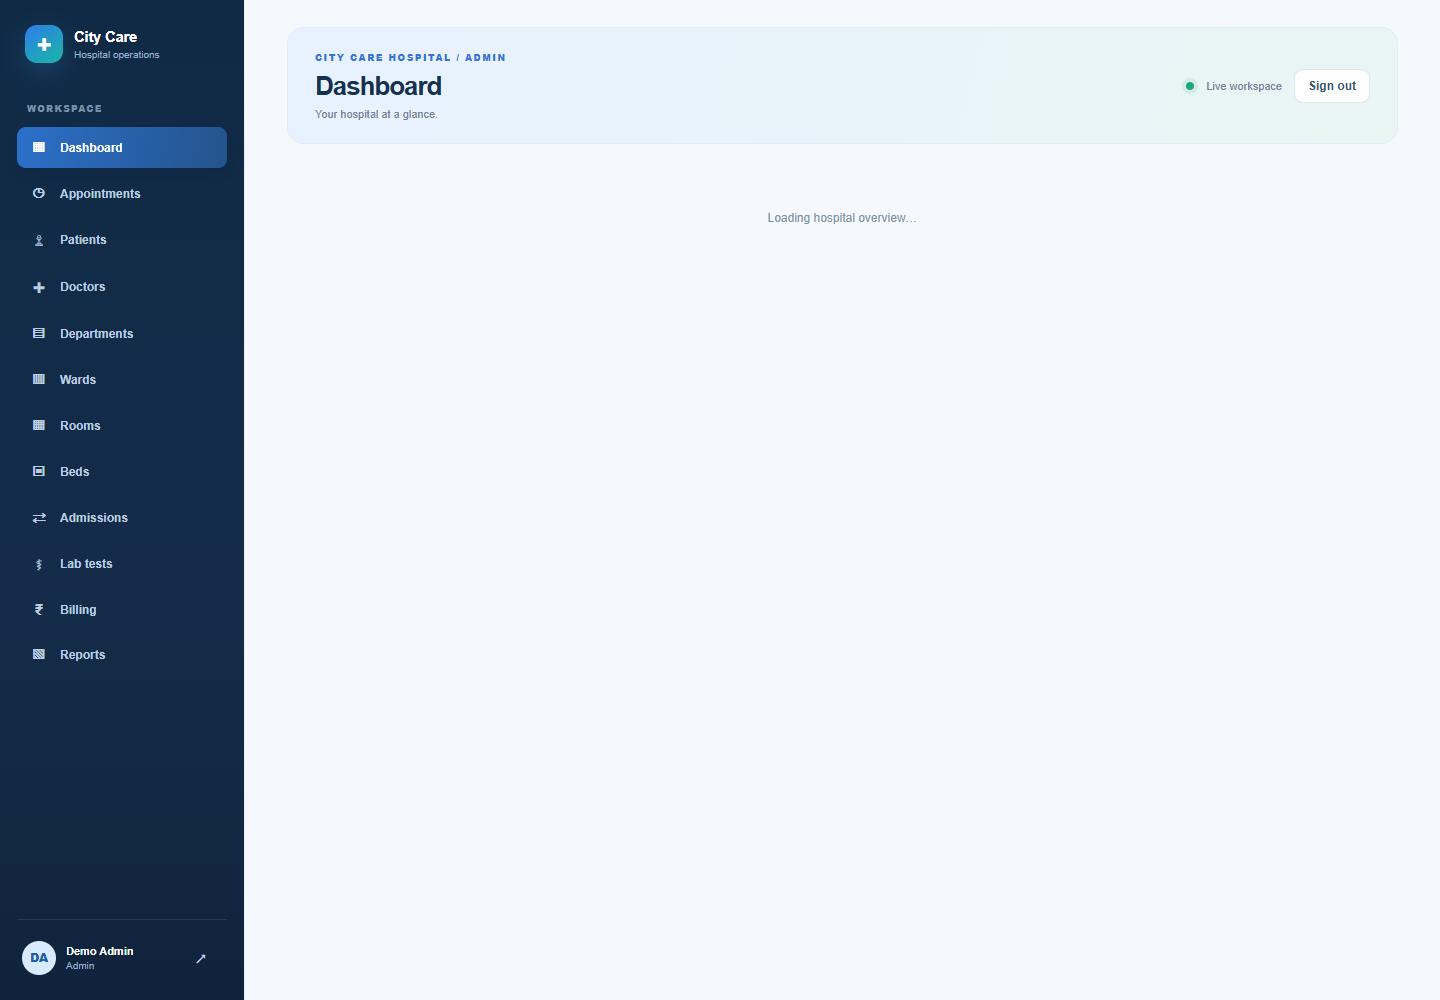 City Care
Hospital operations
WORKSPACE
Dashboard
Appointments
Patients
Doctors
Departments
Wards
Rooms
Beds
Admissions
Lab tests
₹ Billing
Reports
DA
Demo Admin
Admin
CITY CARE HOSPITAL / ADMIN
Dashboard
Your hospital at a glance.
Live workspace
Sign out
Loading hospital overview…